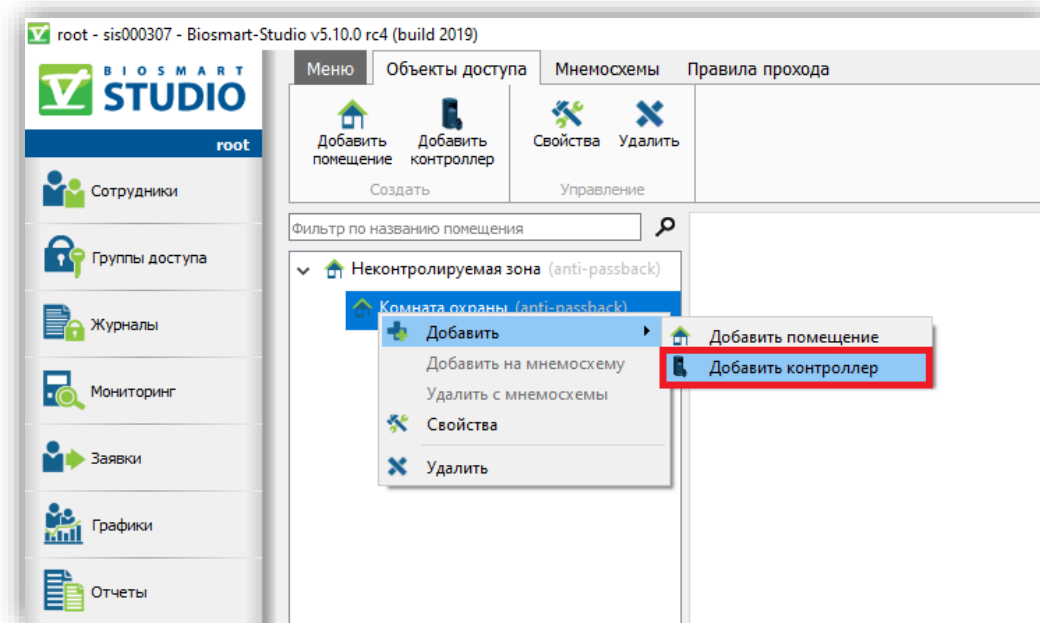 root - sis000307 - Biosmart-Studio v5.10.0 rc4 (build 2019)
BIOSMART
STUDIO
root
Сотрудники
Группы доступа
Журналы
Мониторинг
Заявки
Графики
Отчеты
Меню Объекты доступа Мнемосхемы Правила прохода
Добавить помещение
Добавить контроллер
Свойства Удалить
Создать Управление
Фильтр по названию помещения
Неконтролируемая зона (anti-passback)
Комната охраны (anti-passback)
Добавить
Добавить на мнемосхему
Удалить с мнемосхемы
Свойства
Удалить
Добавить помещение
Добавить контроллер